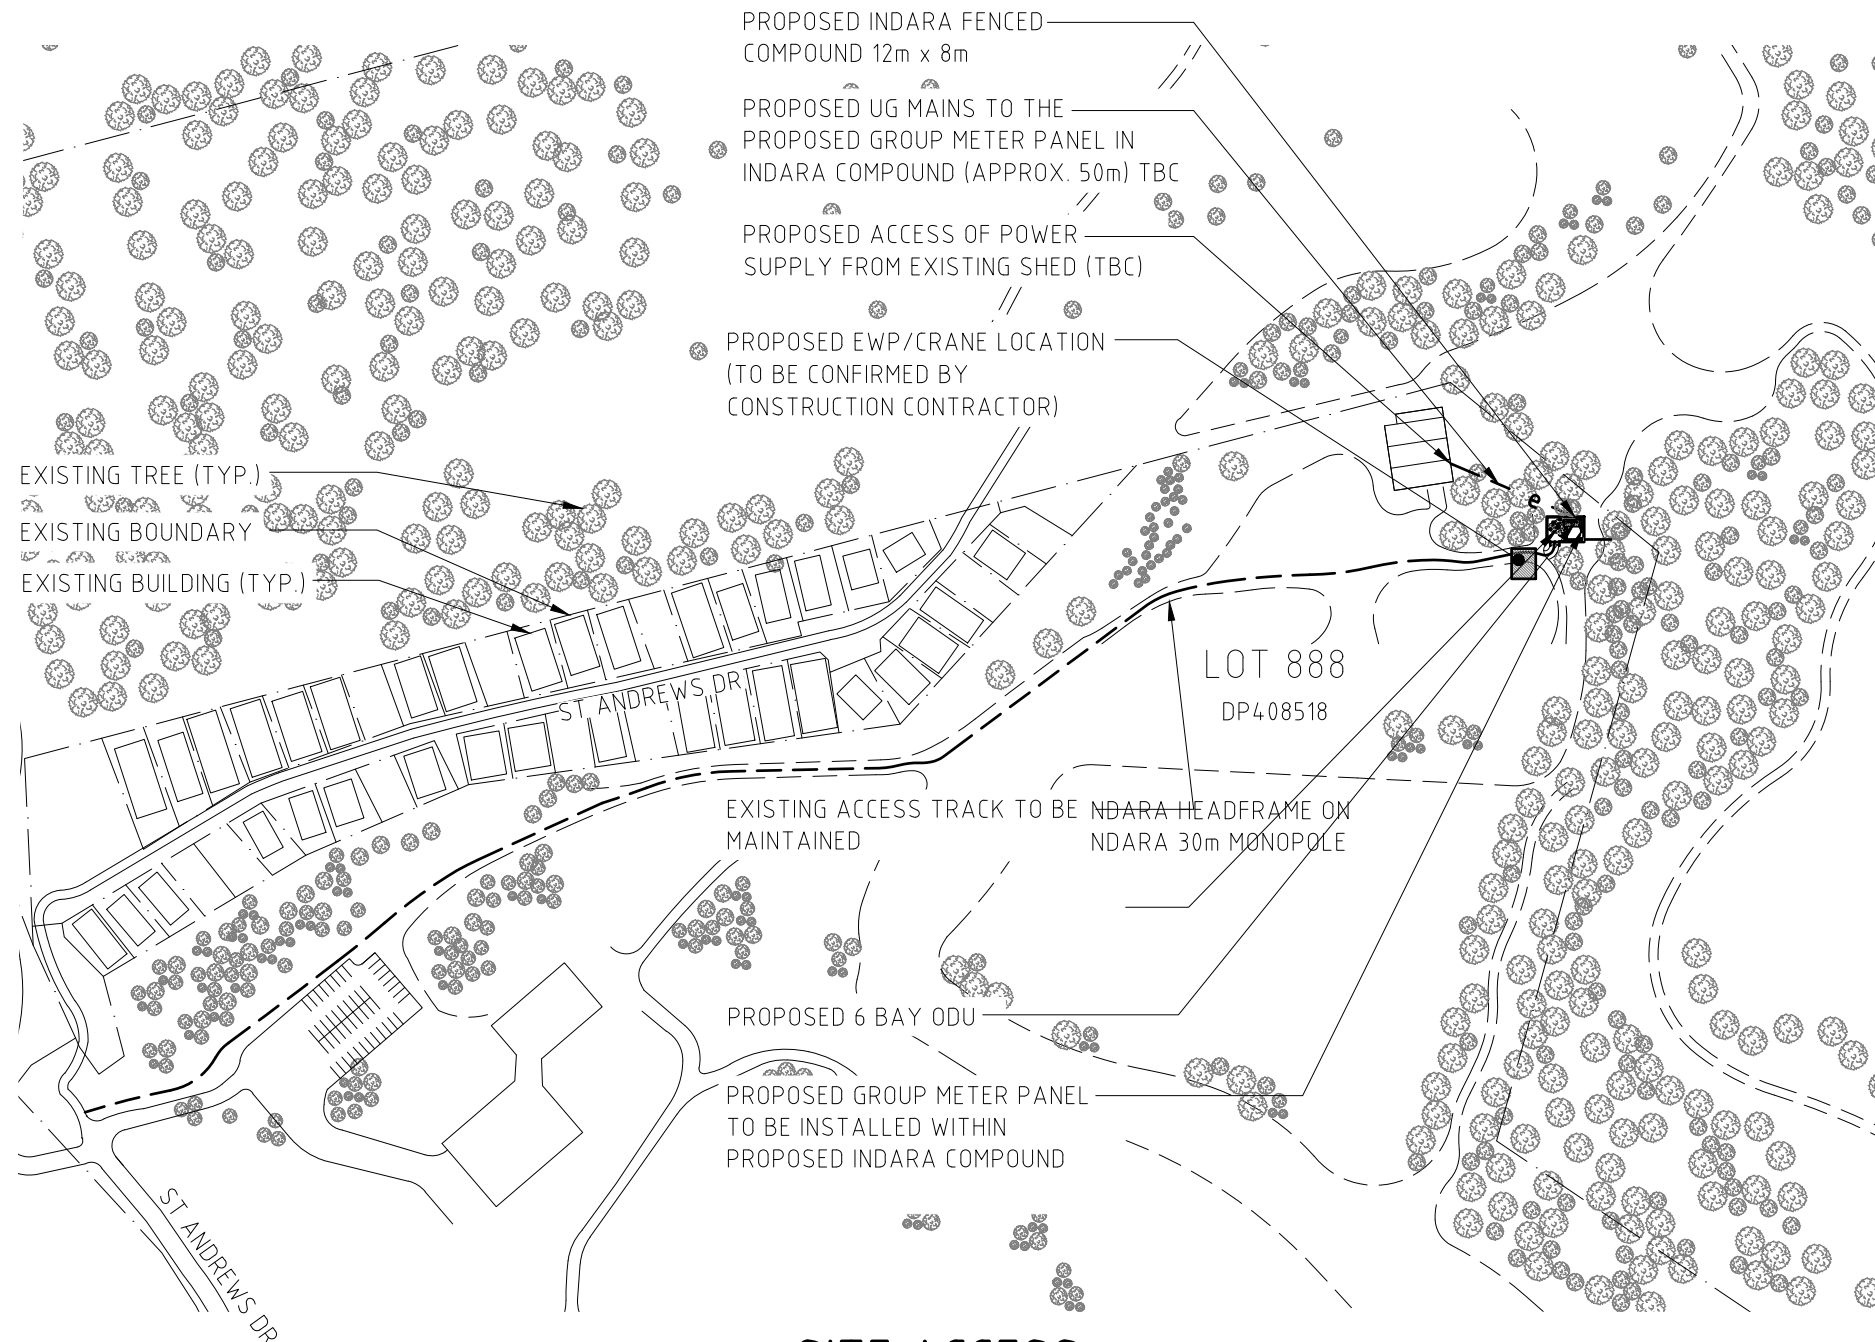 PROPOSED INDARA FENCED
COMPOUND 12m x 8m
PROPOSED UG MAINS TO THE
PROPOSED GROUP METER PANEL IN
INDARA COMPOUND (APPROX. 50m) TBC
PROPOSED ACCESS OF POWER
SUPPLY FROM EXISTING SHED (TBC)
PROPOSED EWP/CRANE LOCATION
(TO BE CONFIRMED BY
CONSTRUCTION CONTRACTOR)
EXISTING TREE (TYP.)
EXISTING BOUNDARY
EXISTING BUILDING (TYP.)
e
LOT 888
DP408518
ST ANDREWS DR
EXISTING ACCESS TRACK TO BE
MAINTAINED
NDARA HEADFRAME ON
NDARA 30m MONOPOLE
PROPOSED 6 BAY ODU
PROPOSED GROUP METER PANEL
TO BE INSTALLED WITHIN
PROPOSED INDARA COMPOUND
ST ANDREWS DR
SITE ACCESS